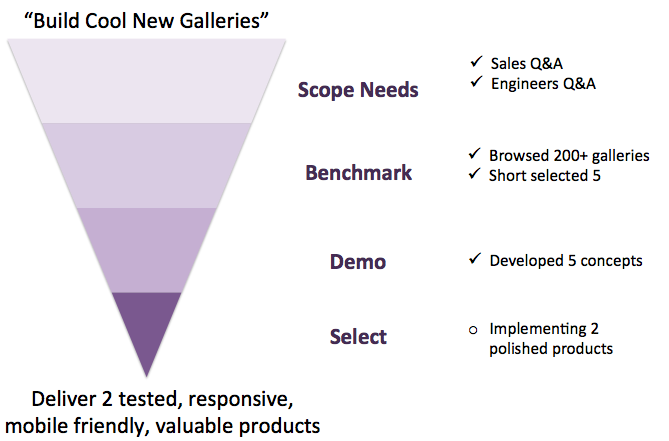 “Build Cool New Galleries”
Scope Needs
✓ Sales Q&A
✓ Engineers Q&A
Benchmark
✓ Browsed 200+ galleries
✓ Short selected 5
Demo
✓ Developed 5 concepts
Select
o Implementing 2
polished products
Deliver 2 tested, responsive,
mobile friendly, valuable products